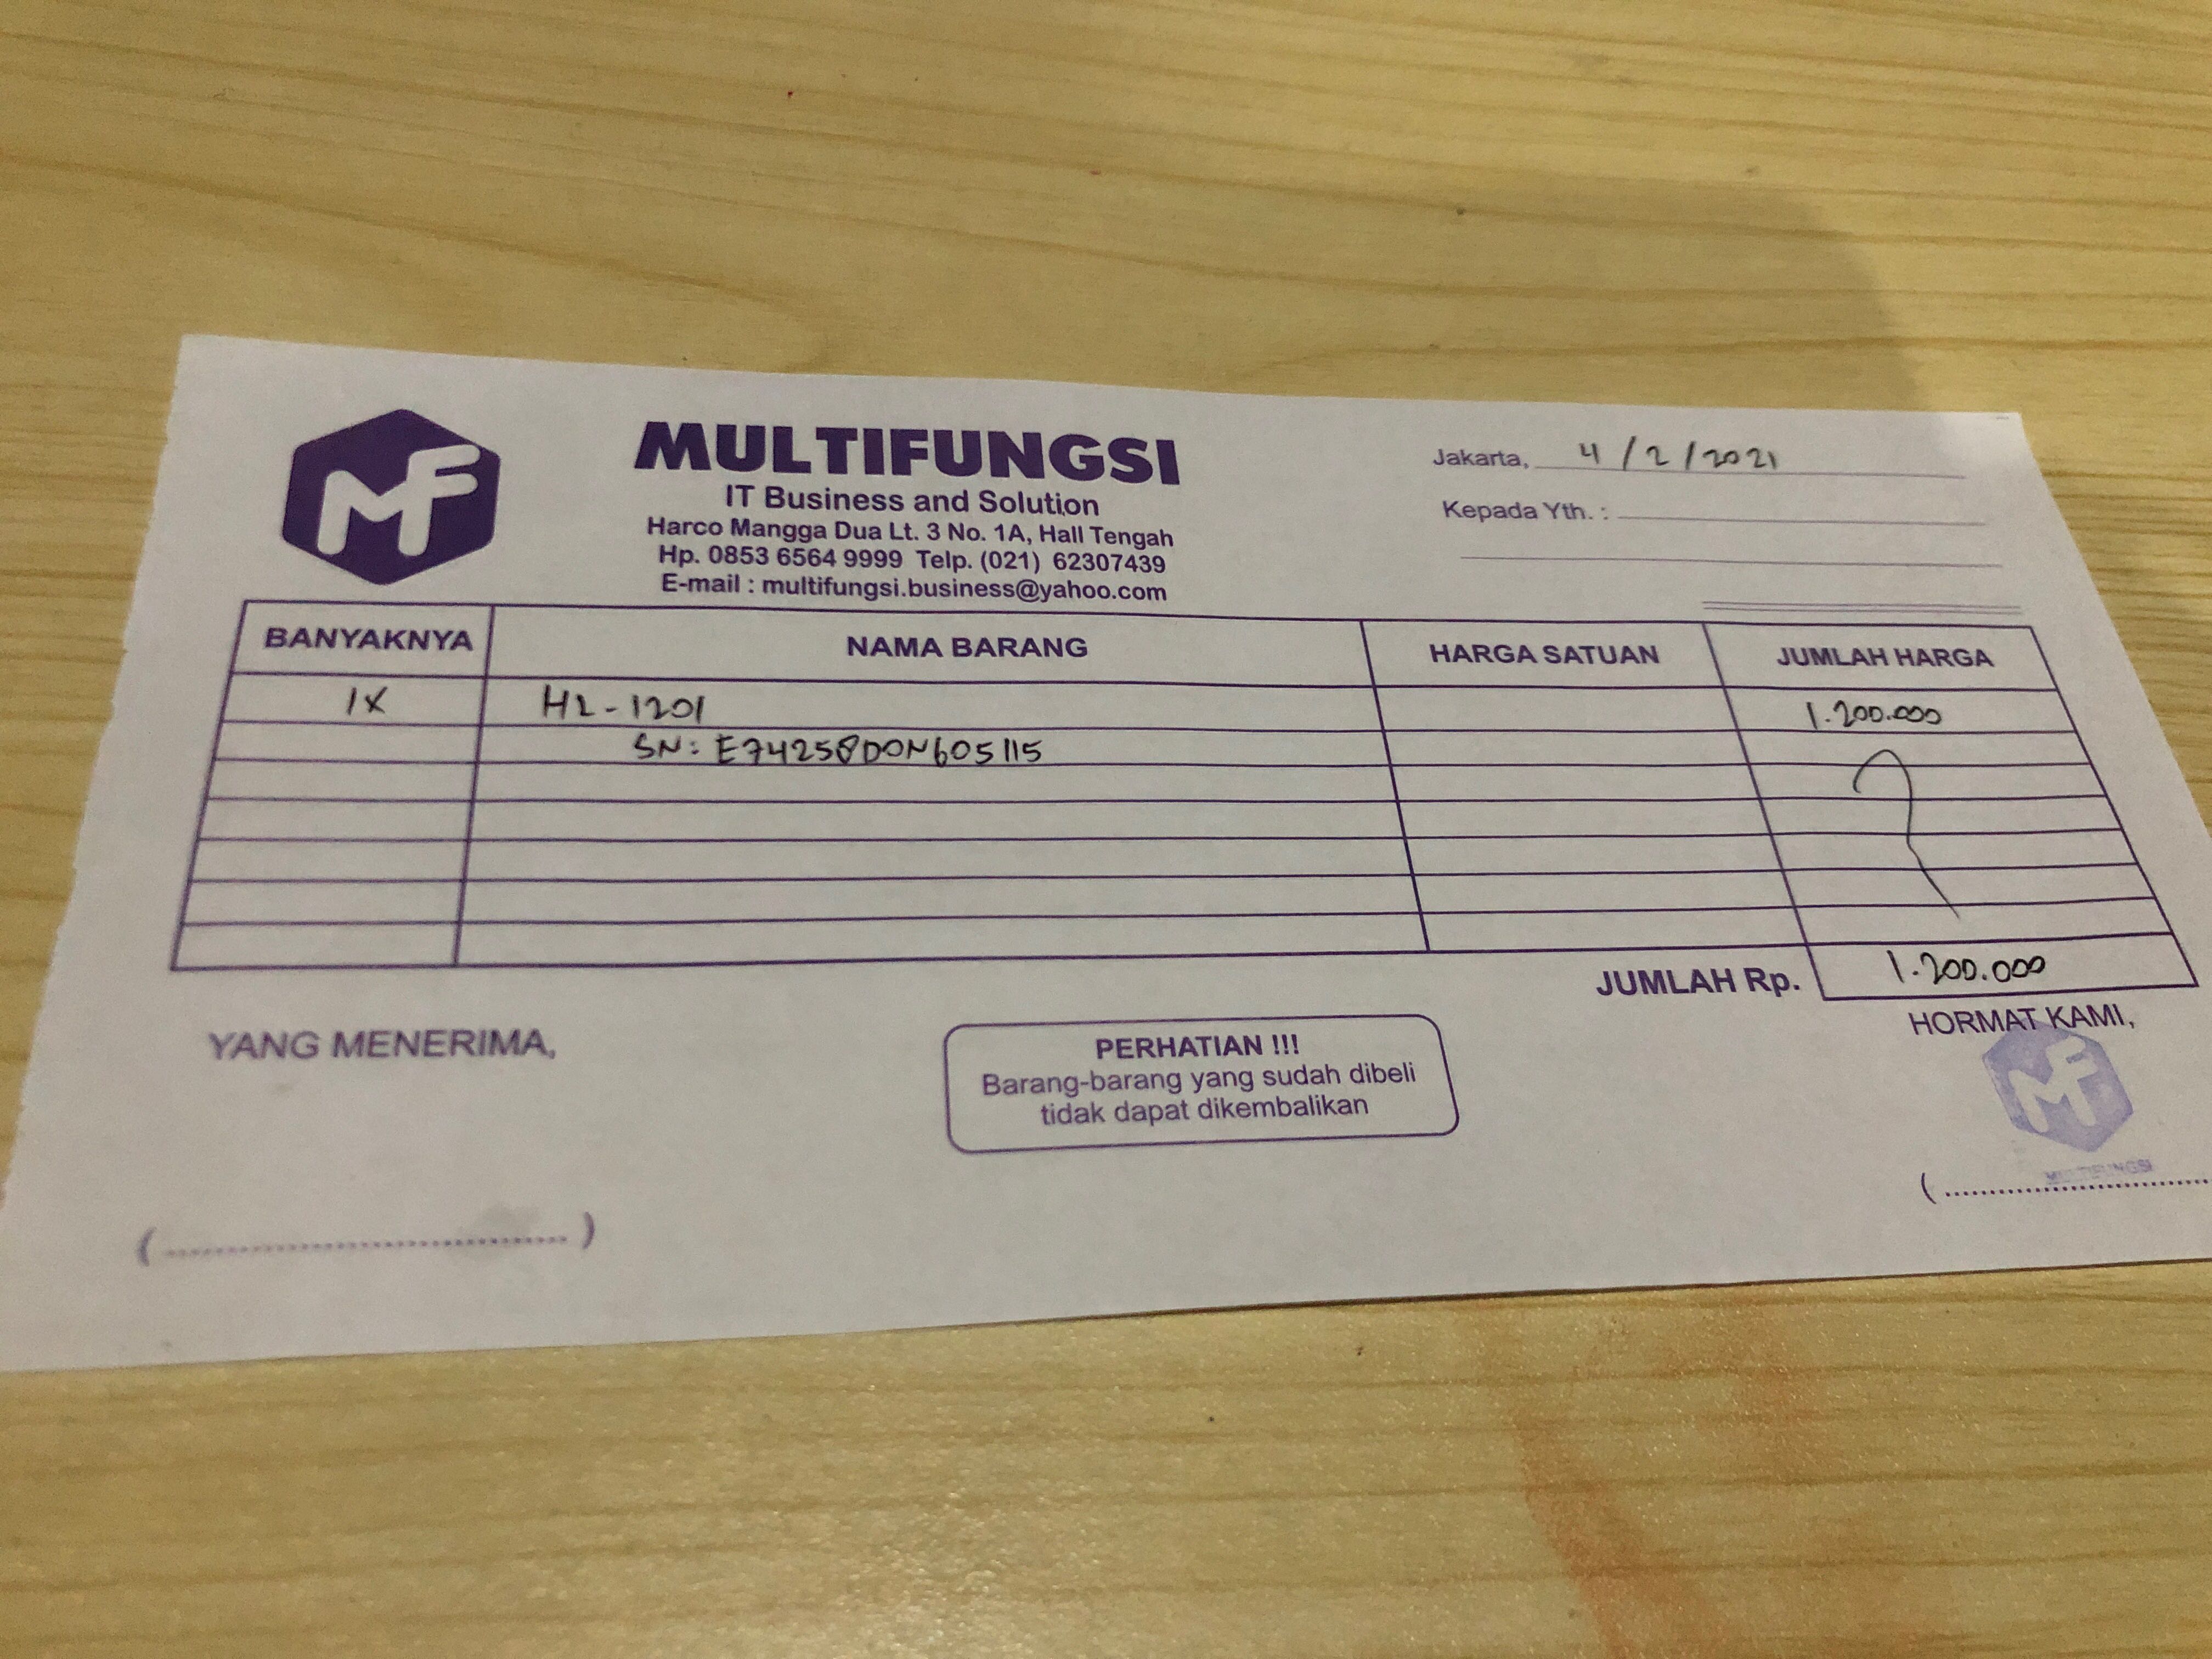 MF
MULTIFUNGSI
IT Business and Solution
Harco Mangga Dua Lt. 3 No. 1A, Hall Tengah
Hp. 0853 6564 9999 Telp. (021) 62307439
E-mail : multifungsi.business@yahoo.com
Jakarta, 4/2/2021
Kepada Yth. :
BANYAKNYA NAMA BARANG HARGA SATUAN JUMLAH HARGA
1X HL-1201 1.200.000
SN: E74258D0N605115
JUMLAH Rp. 1.200.000
YANG MENERIMA,
PERHATIAN !!!
Barang-barang yang sudah dibeli
tidak dapat dikembalikan
HORMAT KAMI,
MF
MULTIFUNGSI